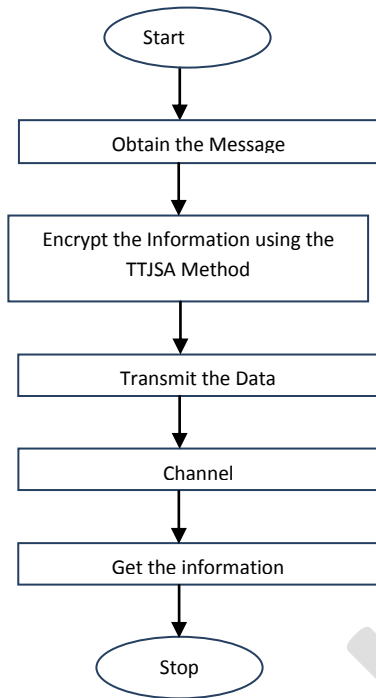 Start
Obtain the Message
Encrypt the Information using the
TTJSA Method
Transmit the Data
Channel
Get the information
Stop